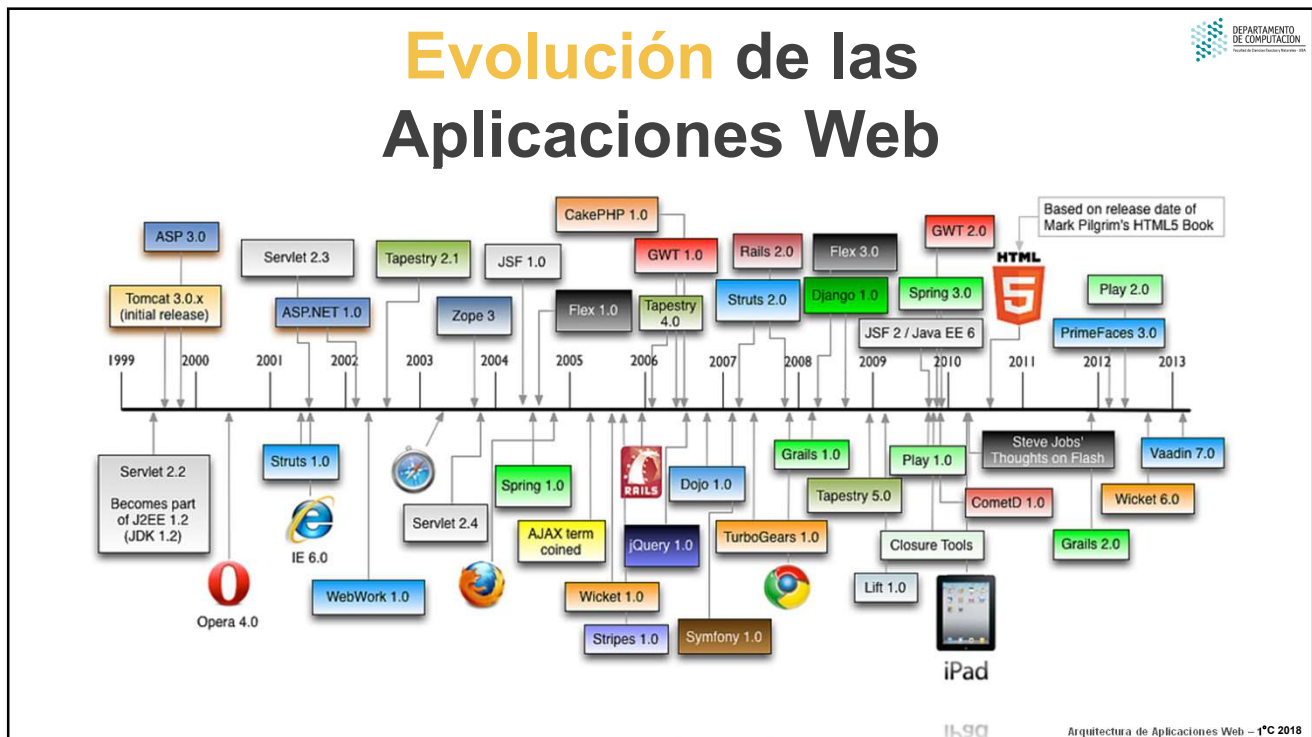 Evolución de las
Aplicaciones Web
DEPARTAMENTO
DE COMPUTACION
Facultad de Ciencias Exactas y Naturales - UBA
CakePHP 1.0
GWT 2.0
Based on release date of
Mark Pilgrim's HTML5 Book
ASP 3.0
Servlet 2.3
Tapestry 2.1
JSF 1.0
GWT 1.0
Rails 2.0
Flex 3.0
HTML
5
Tomcat 3.0.x
(initial release)
ASP.NET 1.0
Zope 3
Flex 1.0
Tapestry
4.0
Struts 2.0
Django 1.0
Spring 3.0
Play 2.0
JSF 2 / Java EE 6
PrimeFaces 3.0
1999
2000
2001
2002
2003
2004
2005
2006
2007
2008
2009
2010
2011
2012
2013
Servlet 2.2
Becomes part
of J2EE 1.2
(JDK 1.2)
Struts 1.0
IE 6.0
Opera 4.0
WebWork 1.0
Servlet 2.4
Spring 1.0
AJAX term
coined
Wicket 1.0
Stripes 1.0
RAILS
jQuery 1.0
Dojo 1.0
Symfony 1.0
TurboGears 1.0
Grails 1.0
Tapestry 5.0
Lift 1.0
Play 1.0
Closure Tools
CometD 1.0
iPad
Steve Jobs'
Thoughts on Flash
Grails 2.0
Wicket 6.0
Vaadin 7.0
iPad
Arquitectura de Aplicaciones Web – 1°C 2018